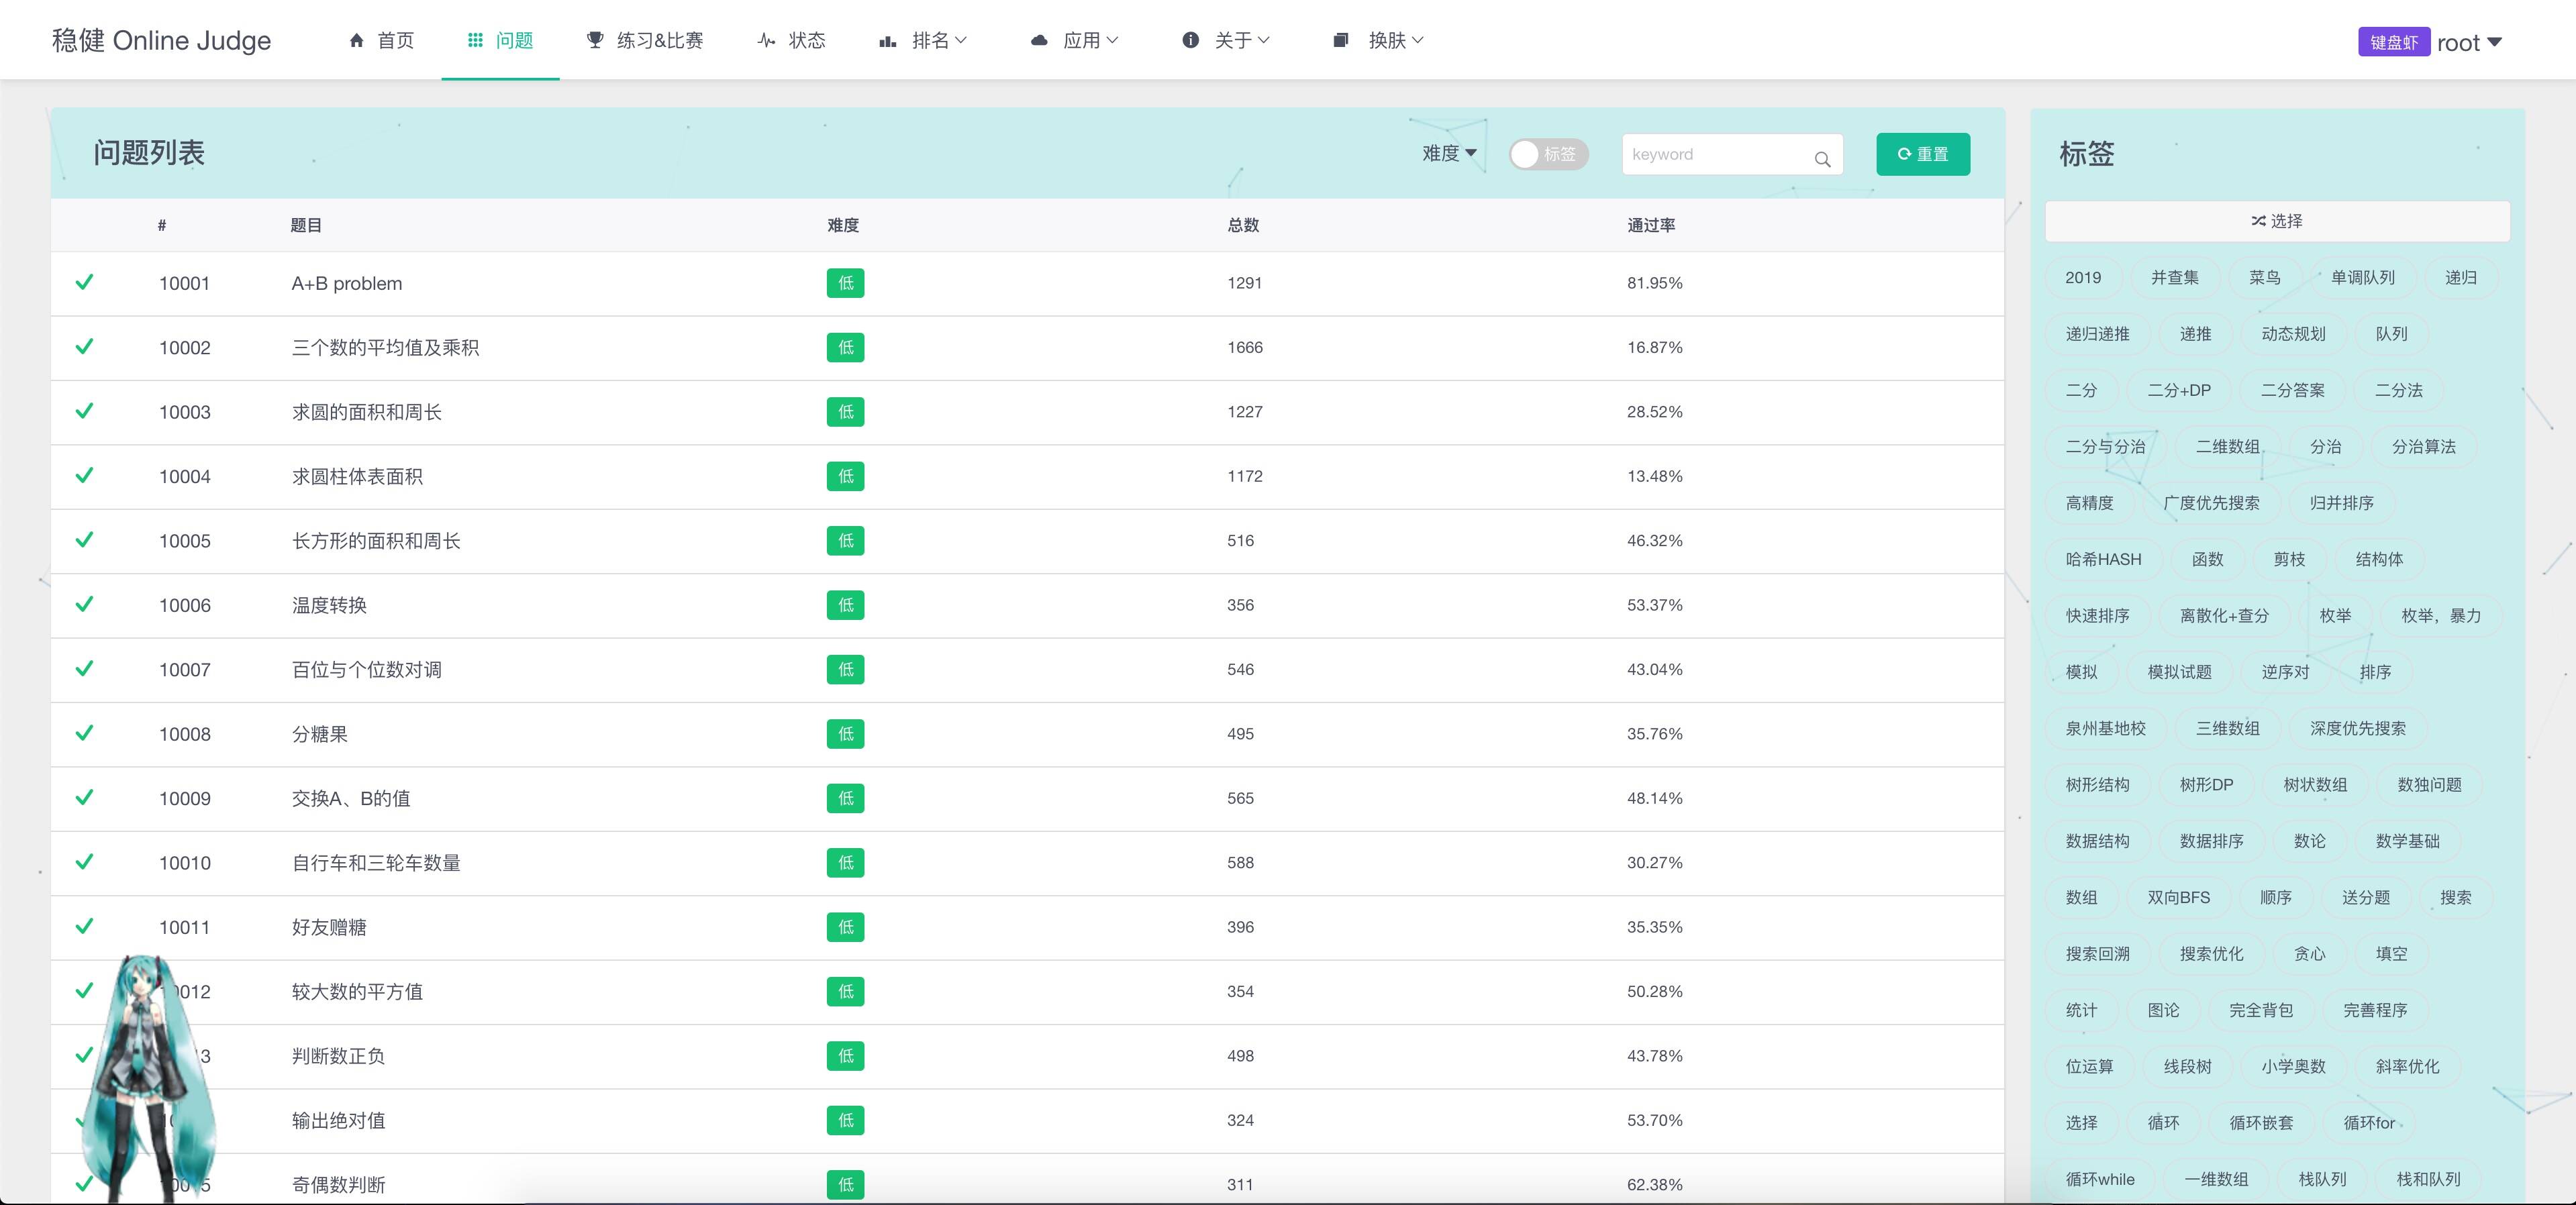 稳健 Online Judge 首页 问题 练习&比赛 状态 排名 应用 关于 换肤 键盘虾 root
问题列表 难度 标签 keyword 重置
# 题目 难度 总数 通过率
10001 A+B problem 低 1291 81.95%
10002 三个数的平均值及乘积 低 1666 16.87%
10003 求圆的面积和周长 低 1227 28.52%
10004 求圆柱体表面积 低 1172 13.48%
10005 长方形的面积和周长 低 516 46.32%
10006 温度转换 低 356 53.37%
10007 百位与个位数对调 低 546 43.04%
10008 分糖果 低 495 35.76%
10009 交换A、B的值 低 565 48.14%
10010 自行车和三轮车数量 低 588 30.27%
10011 好友赠糖 低 396 35.35%
较大数的平方值 低 354 50.28%
判断数正负 低 498 43.78%
输出绝对值 低 324 53.70%
奇偶数判断 低 311 62.38%
标签
选择
2019 并查集 菜鸟 单调队列 递归
递归递推 递推 动态规划 队列
二分 二分+DP 二分答案 二分法
二分与分治 二维数组 分治 分治算法
高精度 广度优先搜索 归并排序
哈希HASH 函数 剪枝 结构体
快速排序 离散化+查分 枚举 枚举，暴力
模拟 模拟试题 逆序对 排序
泉州基地校 三维数组 深度优先搜索
树形结构 树形DP 树状数组 数独问题
数据结构 数据排序 数论 数学基础
数组 双向BFS 顺序 送分题 搜索
搜索回溯 搜索优化 贪心 填空
统计 图论 完全背包 完善程序
位运算 线段树 小学奥数 斜率优化
选择 循环 循环嵌套 循环for
循环while 一维数组 栈队列 栈和队列